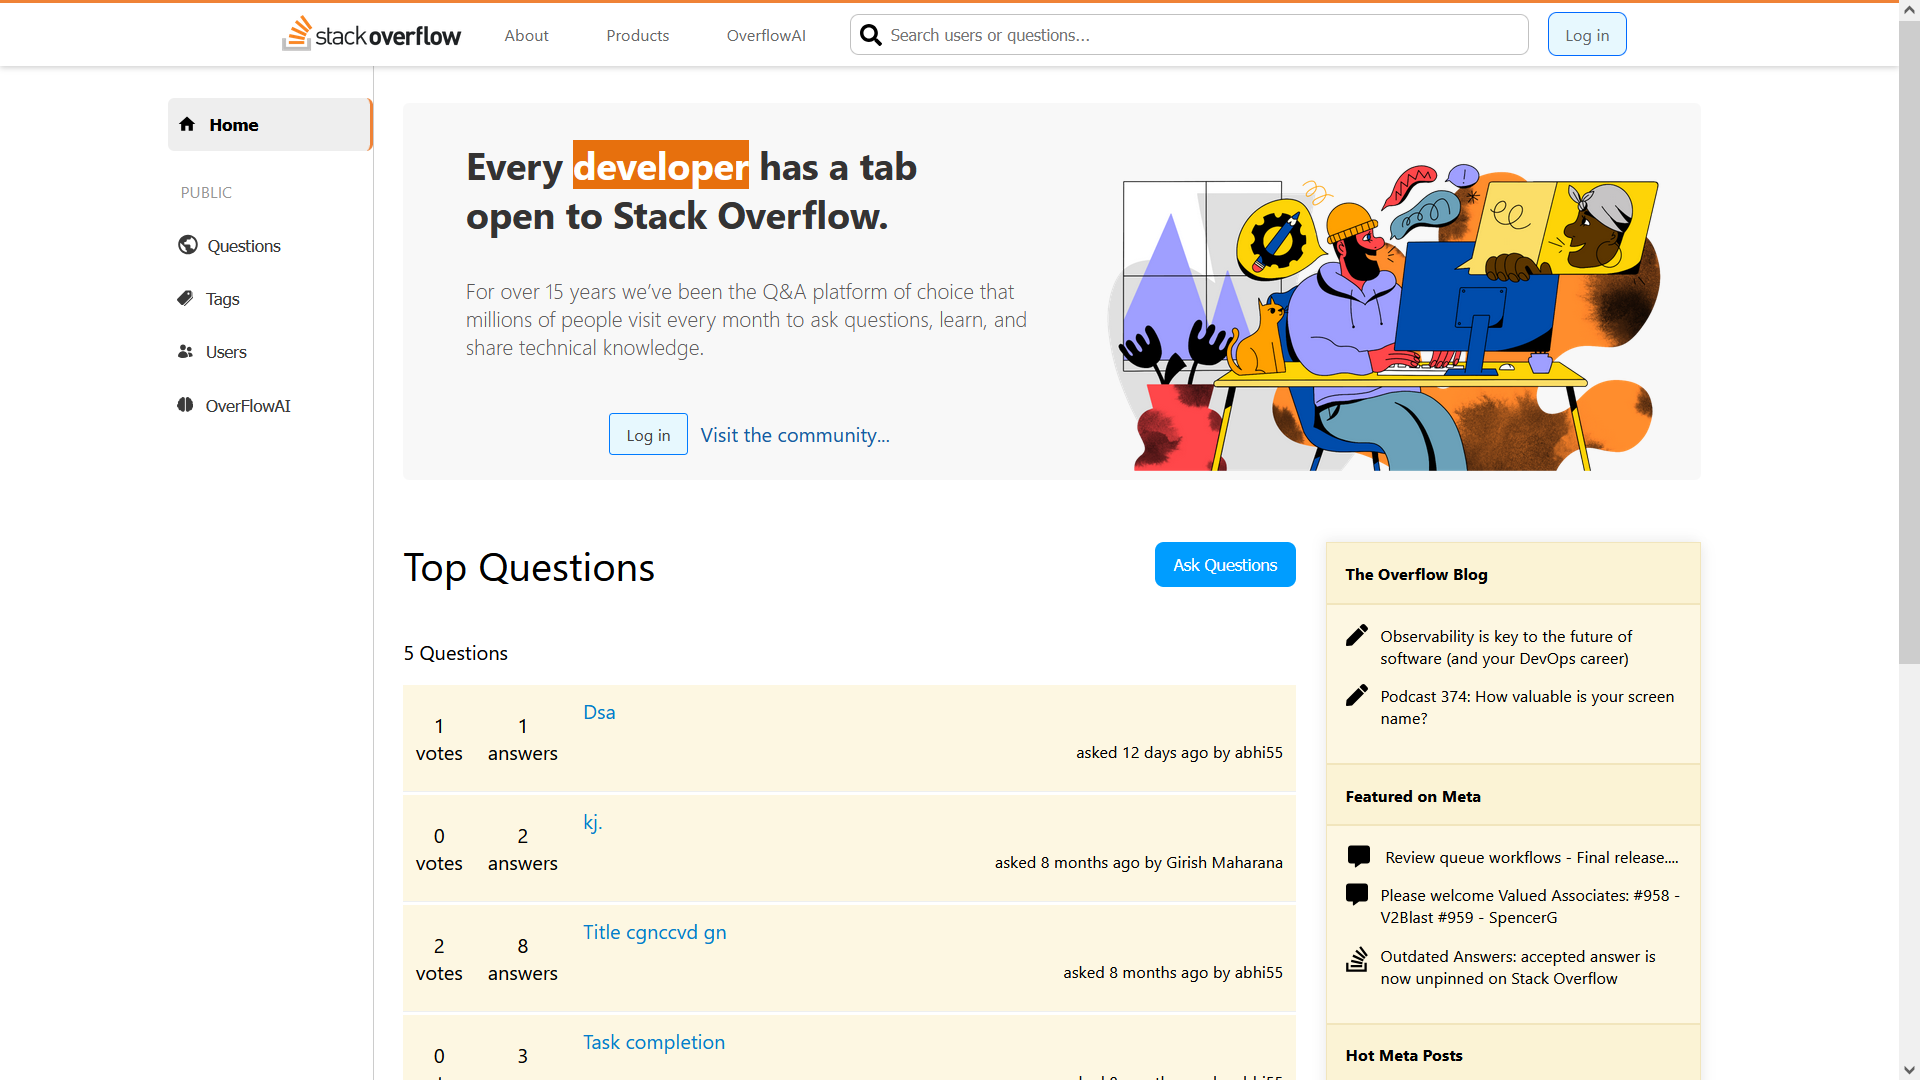 stackoverflow
About
Products
OverflowAI
Search users or questions...
Log in
Home
PUBLIC
Questions
Tags
Users
OverFlowAI
Every developer has a tab
open to Stack Overflow.
For over 15 years we’ve been the Q&A platform of choice that
millions of people visit every month to ask questions, learn, and
share technical knowledge.
Log in
Visit the community...
Top Questions
Ask Questions
5 Questions
1
votes
1
answers
Dsa
asked 12 days ago by abhi55
0
votes
2
answers
kj.
asked 8 months ago by Girish Maharana
2
votes
8
answers
Title cgnccvd gn
asked 8 months ago by abhi55
0
3
Task completion
The Overflow Blog
Observability is key to the future of
software (and your DevOps career)
Podcast 374: How valuable is your screen
name?
Featured on Meta
Review queue workflows - Final release....
Please welcome Valued Associates: #958 -
V2Blast #959 - SpencerG
Outdated Answers: accepted answer is
now unpinned on Stack Overflow
Hot Meta Posts